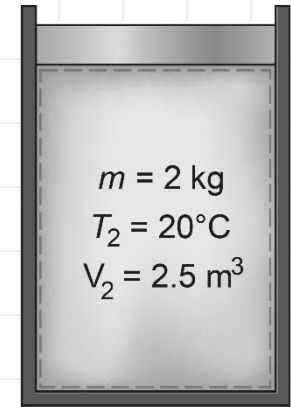 m = 2 kg
T₂ = 20°C
V₂ = 2.5 m³